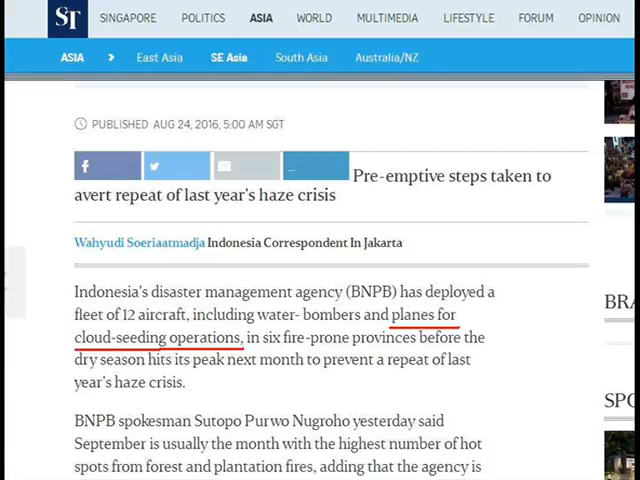 ST SINGAPORE POLITICS ASIA WORLD MULTIMEDIA LIFESTYLE FORUM OPINION
ASIA East Asia SE Asia South Asia Australia/NZ
PUBLISHED AUG 24, 2016, 5:00 AM SGT
Pre-emptive steps taken to
avert repeat of last year's haze crisis
Wahyudi Soeriaatmadja Indonesia Correspondent In Jakarta
Indonesia's disaster management agency (BNPB) has deployed a
fleet of 12 aircraft, including water- bombers and planes for
cloud-seeding operations, in six fire-prone provinces before the
dry season hits its peak next month to prevent a repeat of last
year's haze crisis.
BNPB spokesman Sutopo Purwo Nugroho yesterday said
September is usually the month with the highest number of hot
spots from forest and plantation fires, adding that the agency is
BRA
SPO